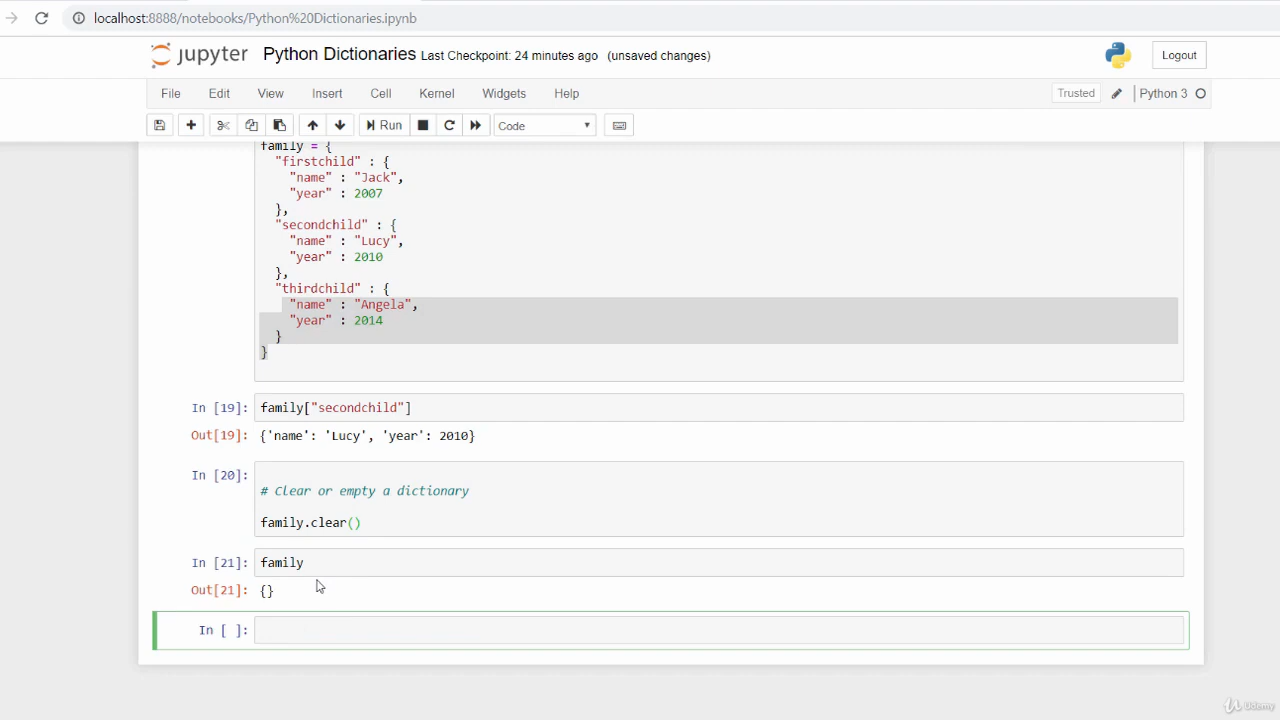 localhost:8888/notebooks/Python%20Dictionaries.ipynb
jupyter Python Dictionaries Last Checkpoint: 24 minutes ago (unsaved changes) Logout
File Edit View Insert Cell Kernel Widgets Help Trusted Python 3
Run Code
family = {
"firstchild" : {
"name" : "Jack",
"year" : 2007
},
"secondchild" : {
"name" : "Lucy",
"year" : 2010
},
"thirdchild" : {
"name" : "Angela",
"year" : 2014
}
}
In [19]: family["secondchild"]
Out[19]: {'name': 'Lucy', 'year': 2010}
In [20]:
# Clear or empty a dictionary
family.clear()
In [21]: family
Out[21]: {}
In [ ]:
Udemy